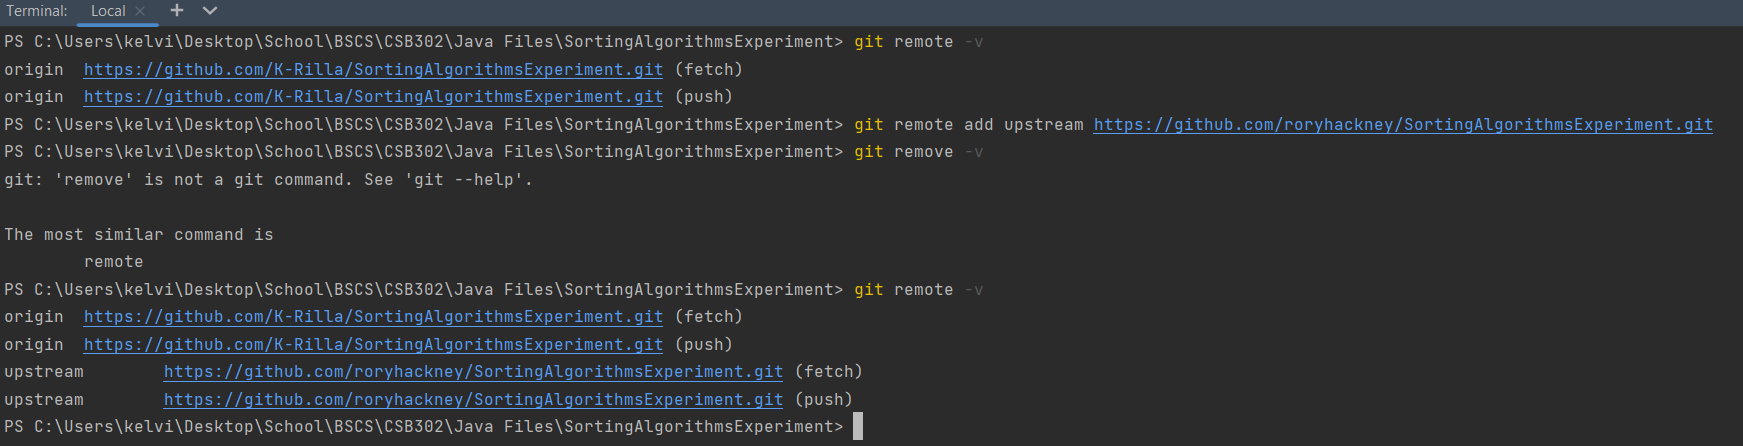 Terminal: Local × + ⌄
PS C:\Users\kelvi\Desktop\School\BSCS\CSB302\Java Files\SortingAlgorithmsExperiment> git remote -v
origin  https://github.com/K-Rilla/SortingAlgorithmsExperiment.git (fetch)
origin  https://github.com/K-Rilla/SortingAlgorithmsExperiment.git (push)
PS C:\Users\kelvi\Desktop\School\BSCS\CSB302\Java Files\SortingAlgorithmsExperiment> git remote add upstream https://github.com/roryhackney/SortingAlgorithmsExperiment.git
PS C:\Users\kelvi\Desktop\School\BSCS\CSB302\Java Files\SortingAlgorithmsExperiment> git remove -v
git: 'remove' is not a git command. See 'git --help'.
The most similar command is
        remote
PS C:\Users\kelvi\Desktop\School\BSCS\CSB302\Java Files\SortingAlgorithmsExperiment> git remote -v
origin  https://github.com/K-Rilla/SortingAlgorithmsExperiment.git (fetch)
origin  https://github.com/K-Rilla/SortingAlgorithmsExperiment.git (push)
upstream        https://github.com/roryhackney/SortingAlgorithmsExperiment.git (fetch)
upstream        https://github.com/roryhackney/SortingAlgorithmsExperiment.git (push)
PS C:\Users\kelvi\Desktop\School\BSCS\CSB302\Java Files\SortingAlgorithmsExperiment>